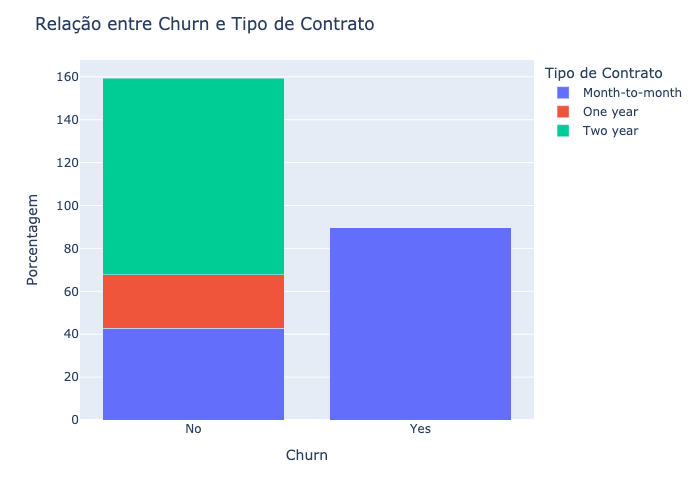 Relação entre Churn e Tipo de Contrato
Tipo de Contrato
Month-to-month
One year
Two year
Porcentagem
160
140
120
100
80
60
40
20
0
No
Yes
Churn